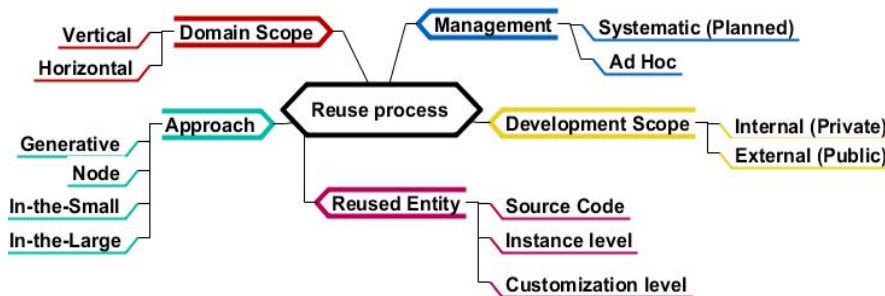 Domain Scope
Vertical
Horizontal
Management
Systematic (Planned)
Ad Hoc
Reuse process
Approach
Generative
Node
In-the-Small
In-the-Large
Development Scope
Internal (Private)
External (Public)
Reused Entity
Source Code
Instance level
Customization level